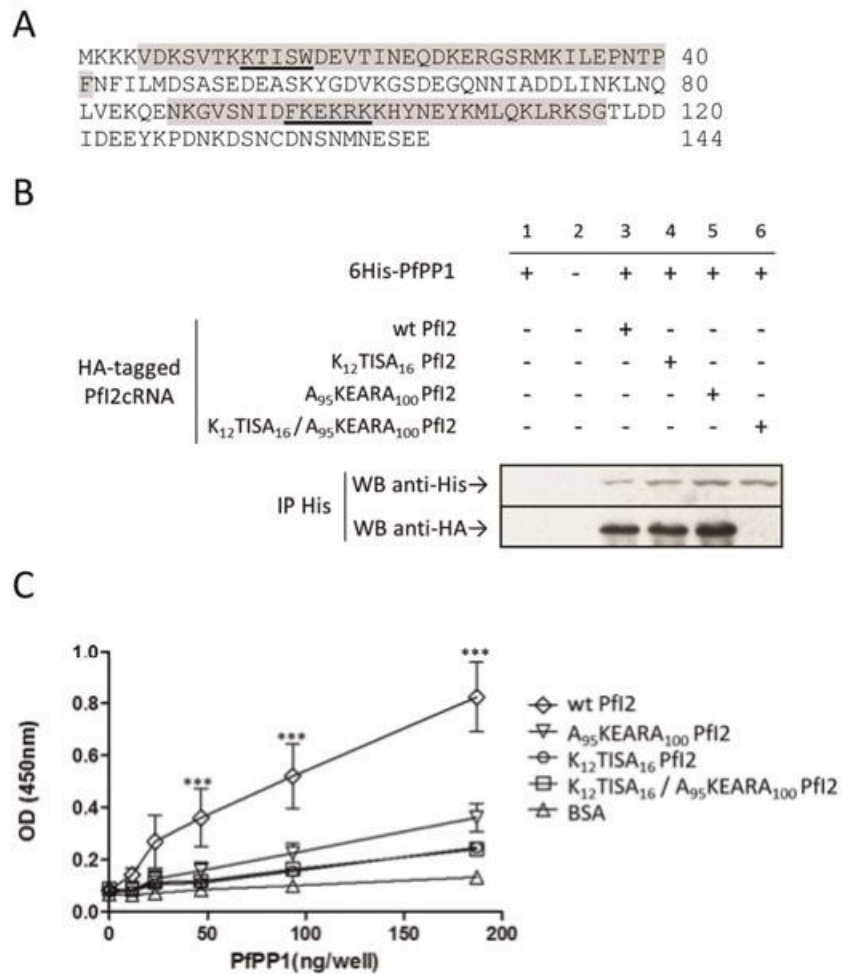 A
MKKKVDKSVTKKTISWDEVTINEQDKERGSRMKILEPNTP 40
FNFILMDSASEDEASKYGDVKGSDEGQNNIADDLINKLNQ 80
LVEKQENKGVSNIDFKEKRKKHYNEYKMLQKLRKSGTLDD 120
IDEEYKPDNKDSNCDNSNMNESEE 144
B
1 2 3 4 5 6
6His-PfPP1 + - + + + +
HA-tagged
PfI2cRNA
wt PfI2 - - + - - -
K12TISA16 PfI2 - - - + - -
A95KEARA100 PfI2 - - - - + -
K12TISA16 / A95KEARA100 PfI2 - - - - - +
IP His
WB anti-His→
WB anti-HA→
C
OD (450nm)
1.0
0.8
0.6
0.4
0.2
0.0
*** *** ***
0 50 100 150 200
PfPP1(ng/well)
wt PfI2
A95KEARA100 PfI2
K12TISA16 PfI2
K12TISA16 / A95KEARA100 PfI2
BSA